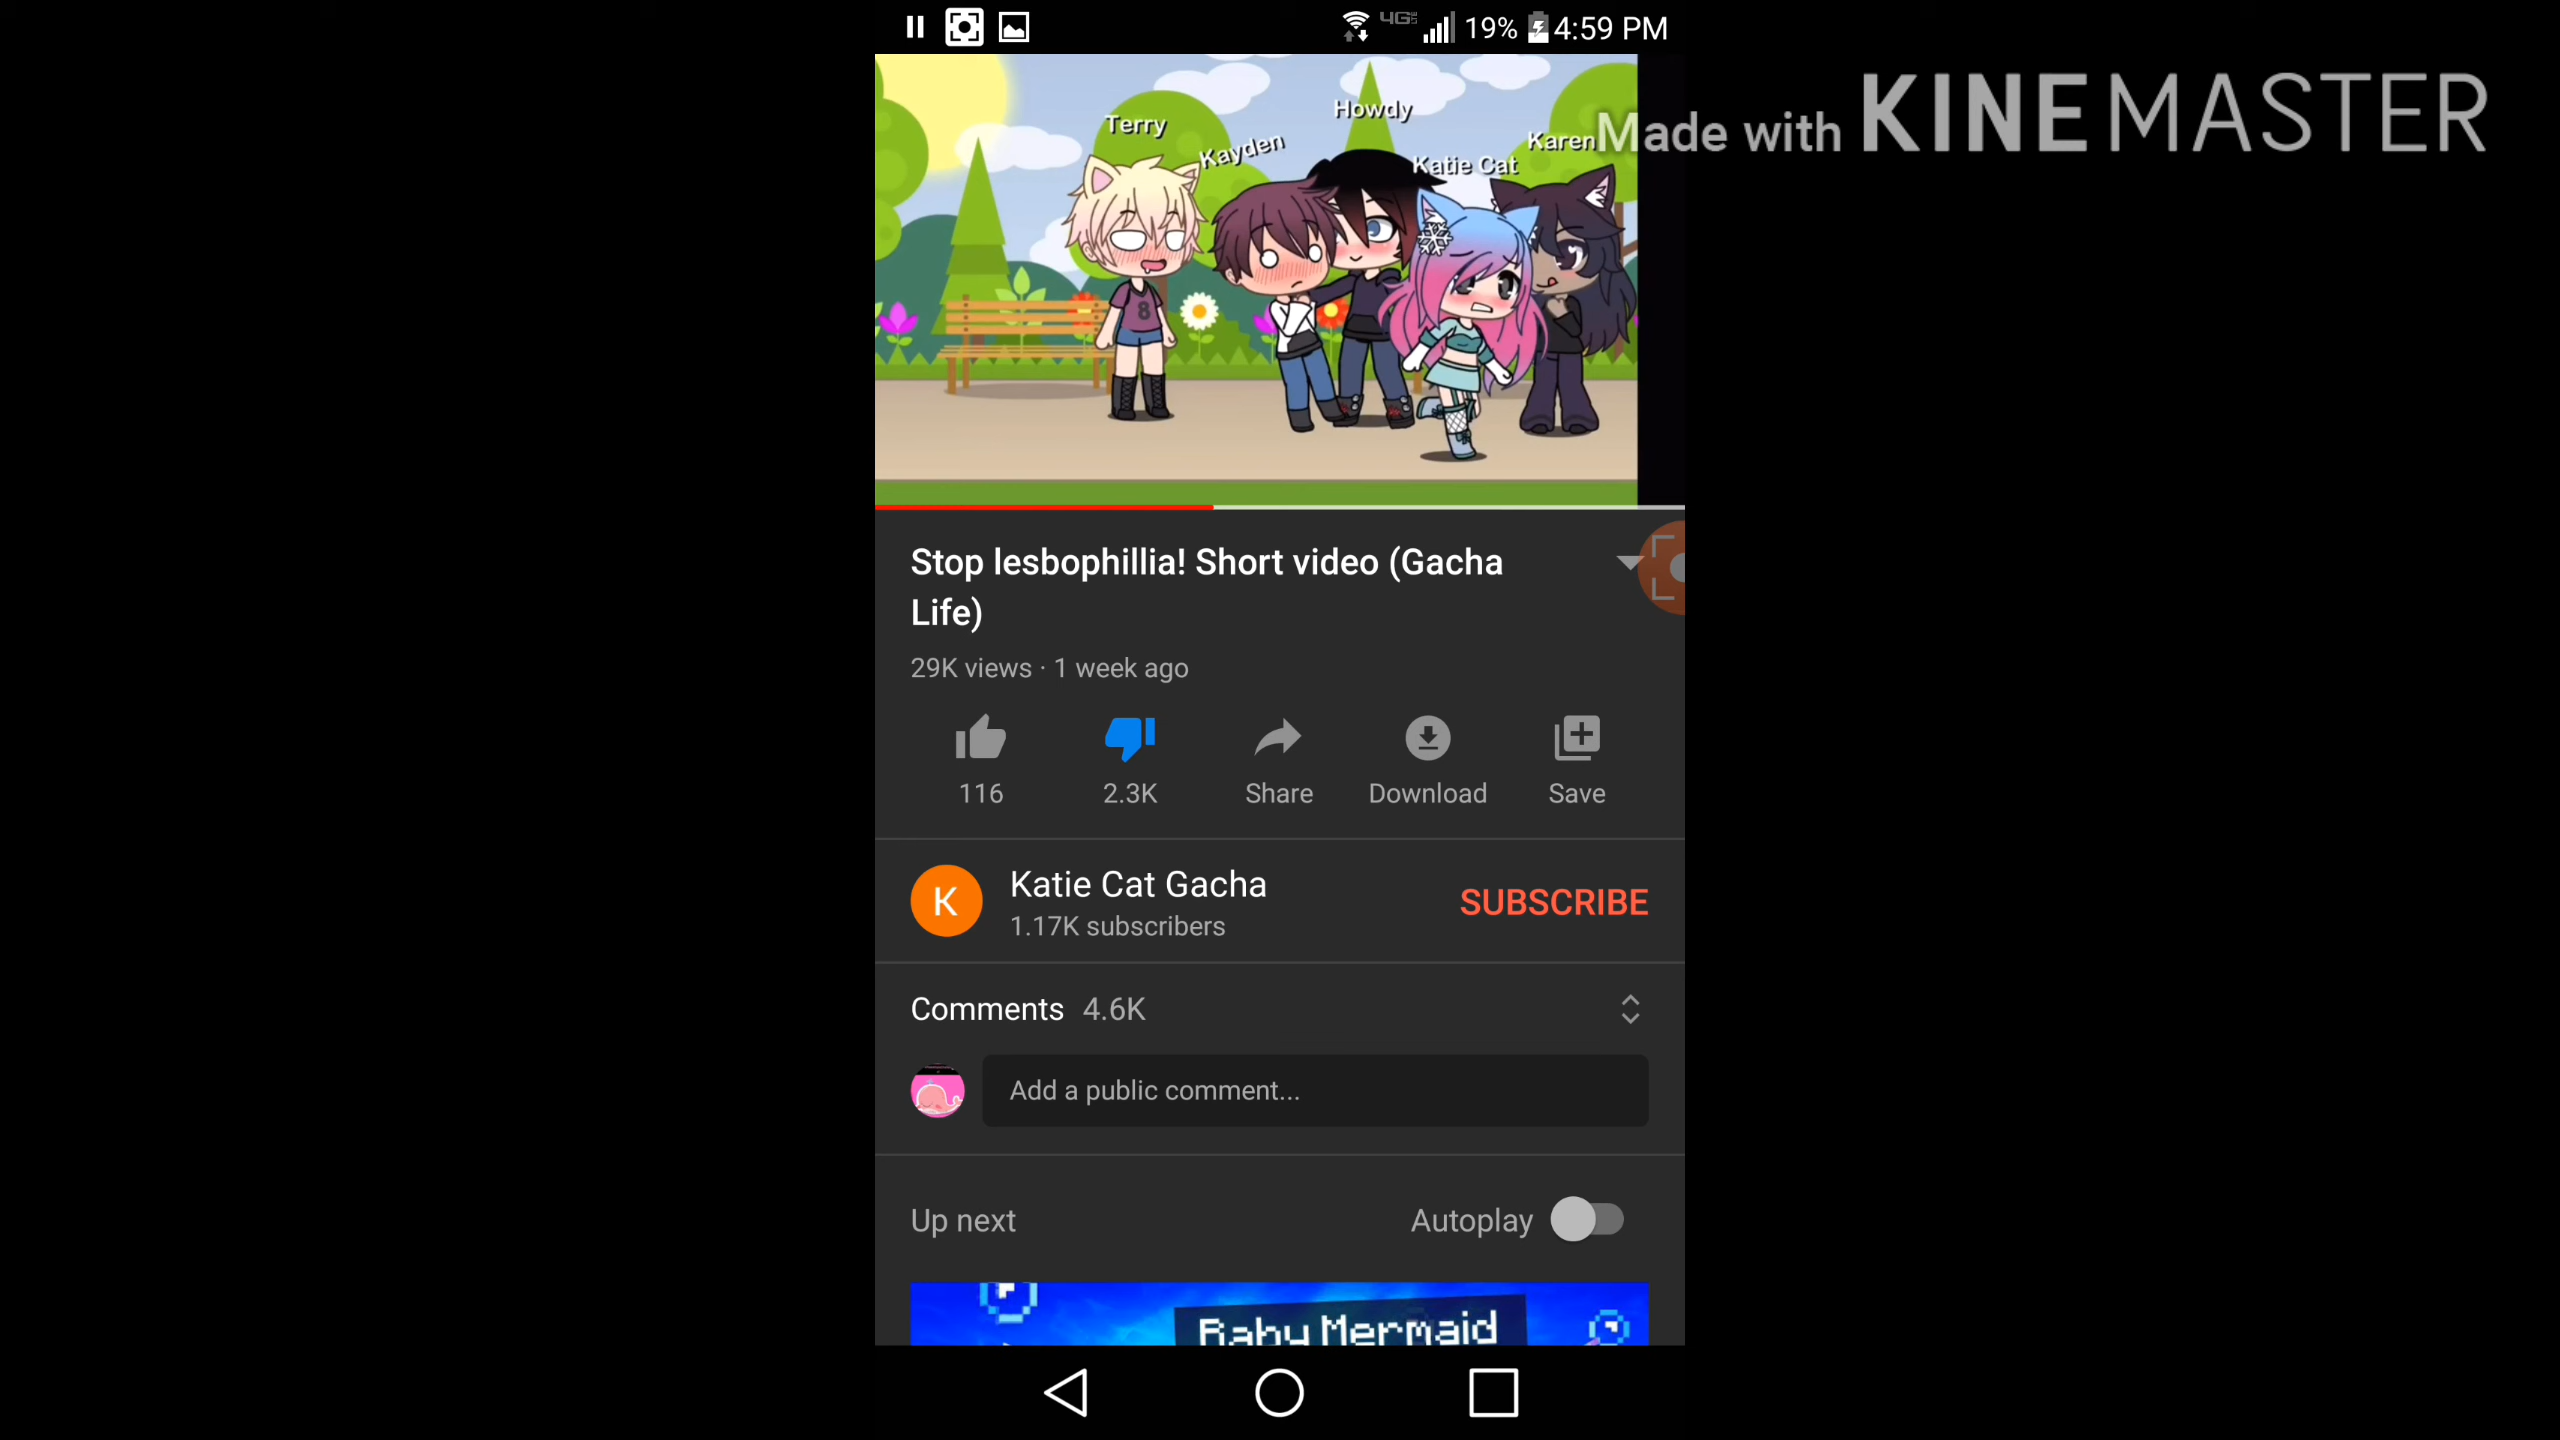 4G
19%
4:59 PM
Made with KINEMASTER
Terry
Kayden
Howdy
Katie Cat
Karen
8
Stop lesbophillia! Short video (Gacha
Life)
29K views · 1 week ago
116
2.3K
Share
Download
Save
K
Katie Cat Gacha
1.17K subscribers
SUBSCRIBE
Comments 4.6K
Add a public comment...
Up next
Autoplay
Baby Mermaid